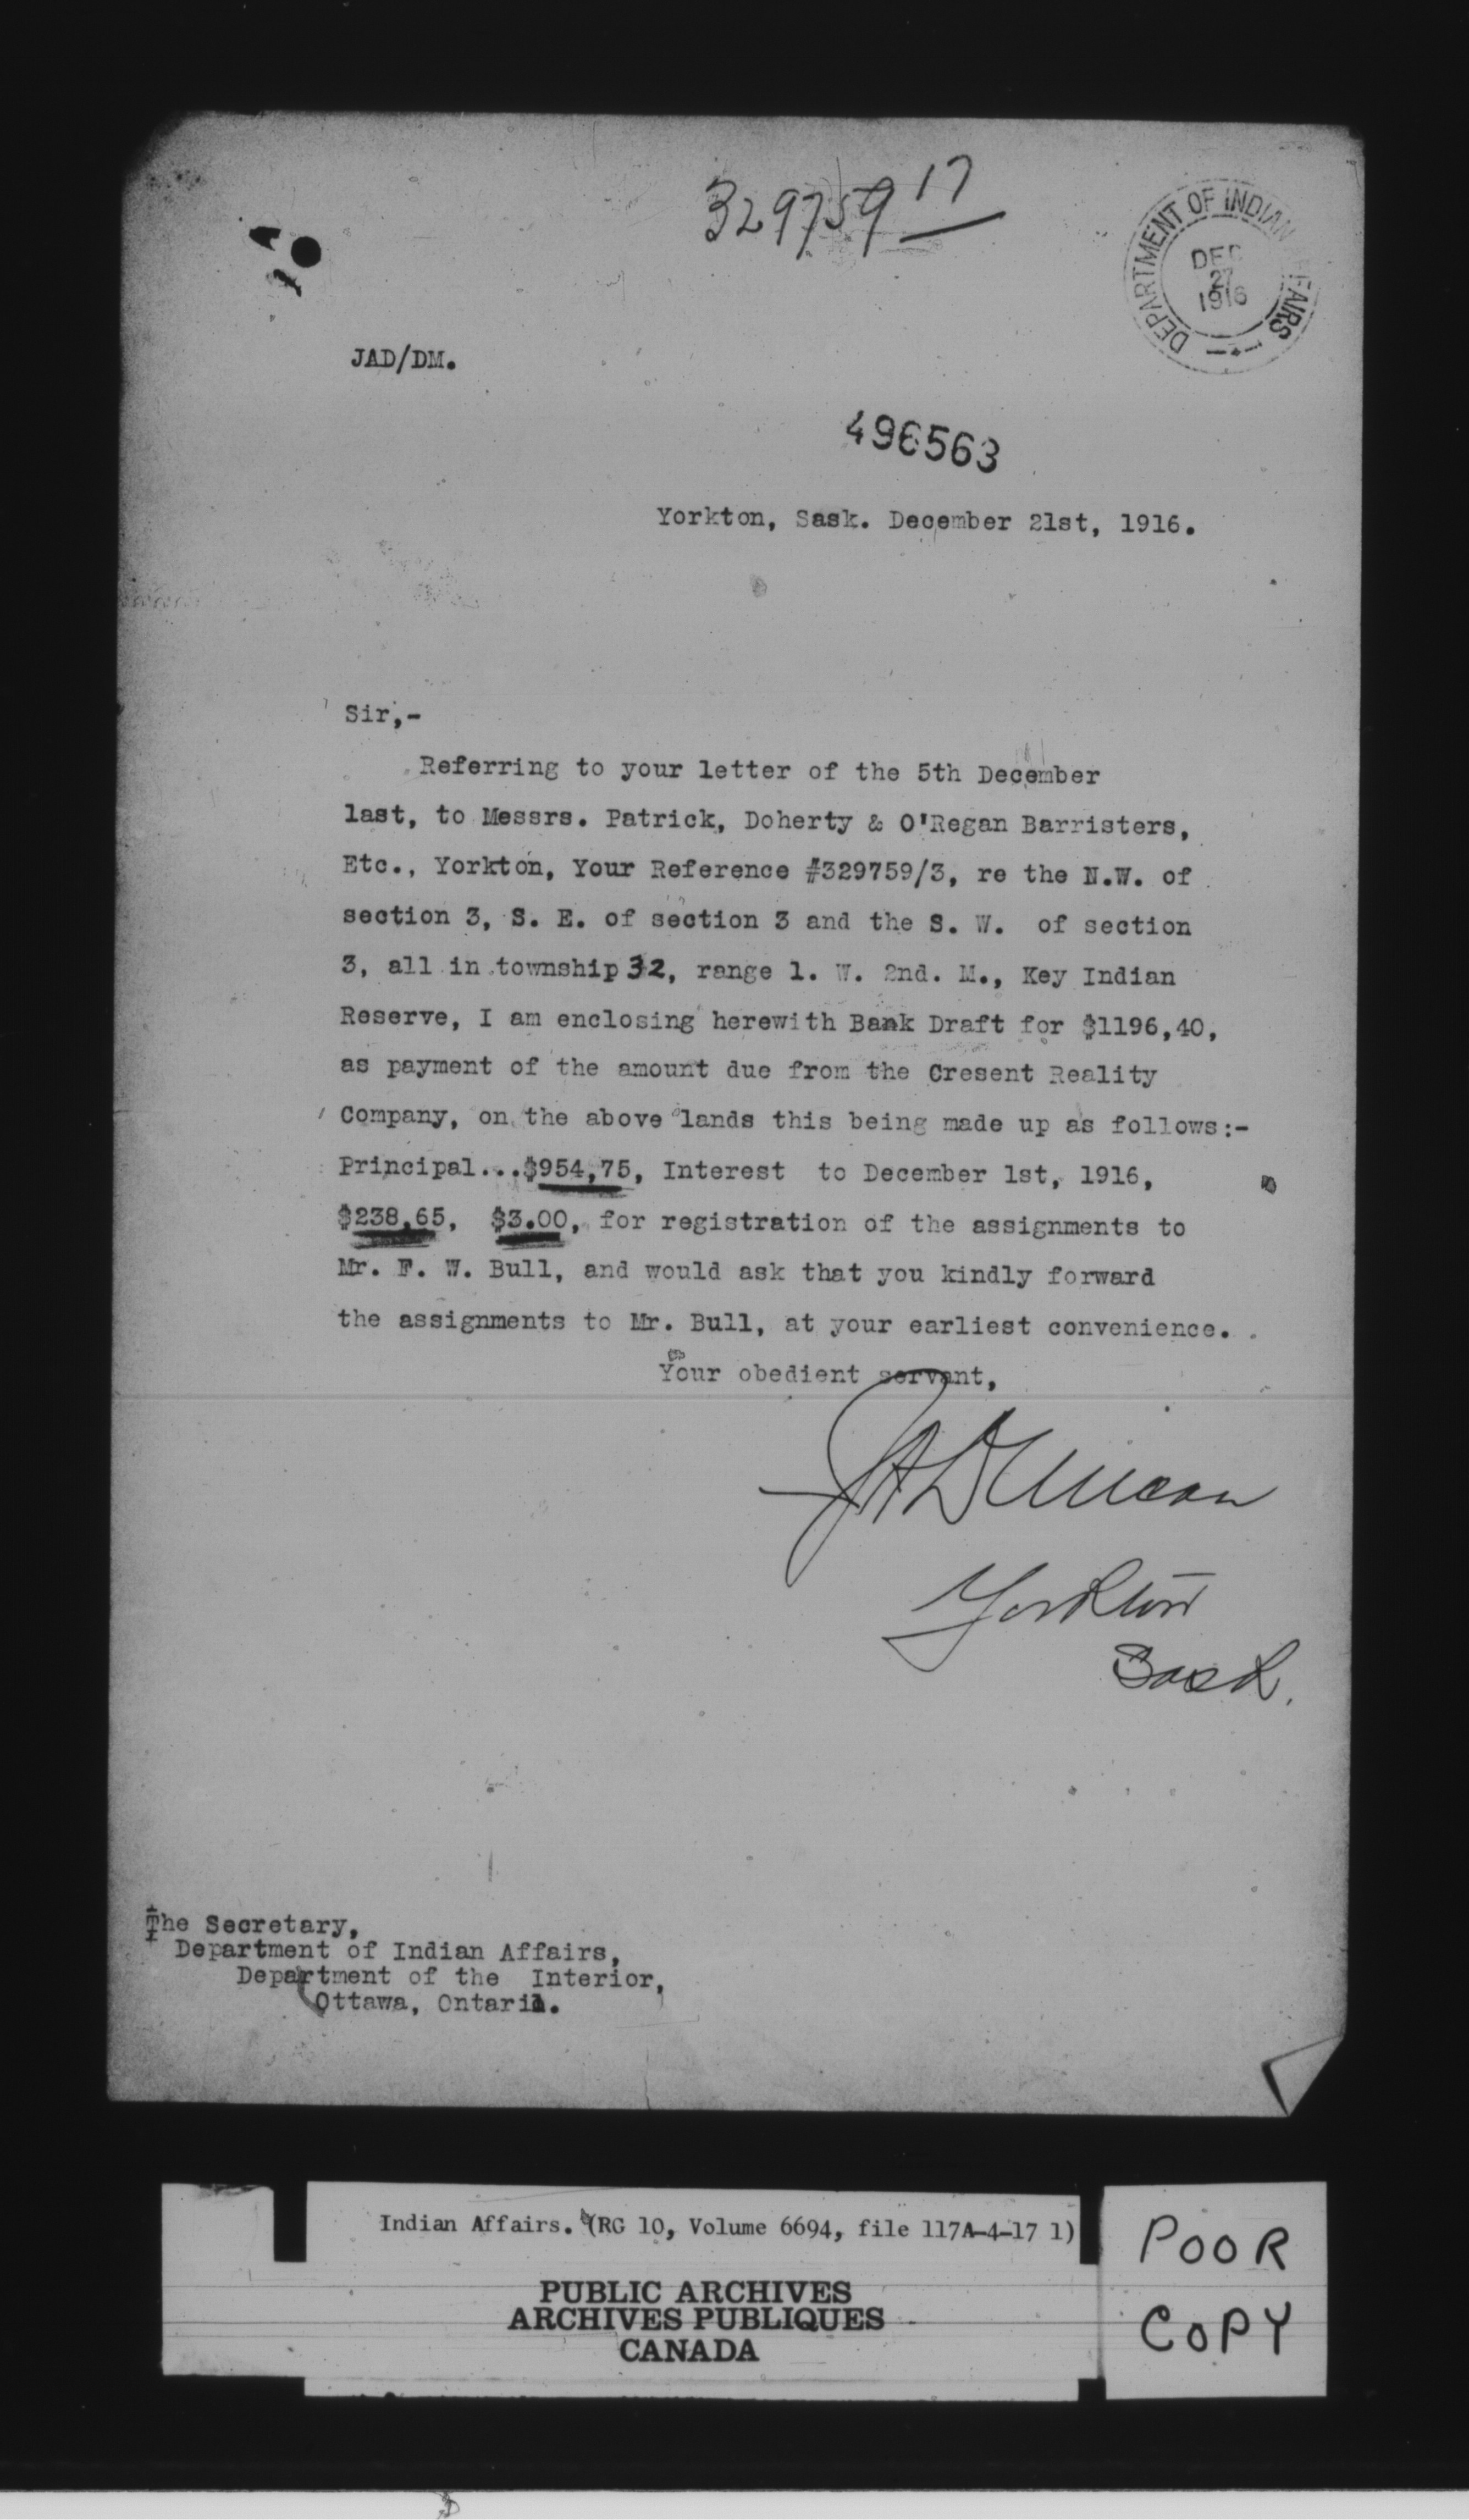 329759 17
DEPARTMENT OF INDIAN AFFAIRS
DEC
27
1916
JAD/DM.
496563
Yorkton, Sask. December 21st, 1916.
Sir,-
Referring to your letter of the 5th December
last, to Messrs. Patrick, Doherty & O'Regan Barristers,
Etc., Yorkton, Your Reference #329759/3, re the N.W. of
section 3, S. E. of section 3 and the S. W. of section
3, all in township 32, range 1. W. 2nd. M., Key Indian
Reserve, I am enclosing herewith Bank Draft for $1196,40,
as payment of the amount due from the Cresent Reality
Company, on the above lands this being made up as follows:-
Principal...$954,75, Interest to December 1st, 1916,
$238,65, $3.00, for registration of the assignments to
Mr. F. W. Bull, and would ask that you kindly forward
the assignments to Mr. Bull, at your earliest convenience.
Your obedient servant,
JADuncan
Yorkton
Sask.
The Secretary,
Department of Indian Affairs,
Department of the Interior,
Ottawa, Ontario.
Indian Affairs. (RG 10, Volume 6694, file 117A-4-17 1)
PUBLIC ARCHIVES
ARCHIVES PUBLIQUES
CANADA
POOR
COPY